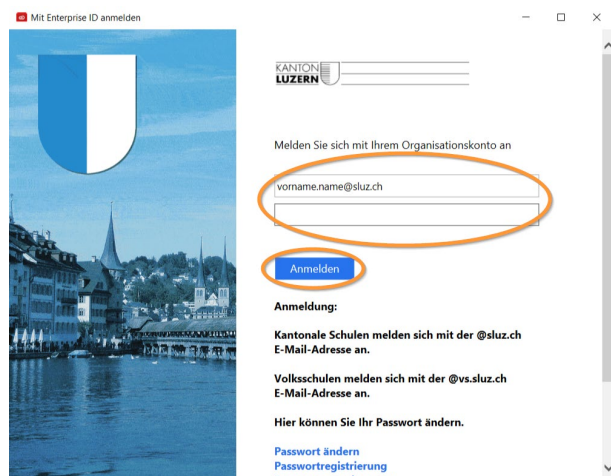 Mit Enterprise ID anmelden
KANTON
LUZERN
Melden Sie sich mit Ihrem Organisationskonto an
vorname.name@sluz.ch
Anmelden
Anmeldung:
Kantonale Schulen melden sich mit der @sluz.ch
E-Mail-Adresse an.
Volksschulen melden sich mit der @vs.sluz.ch
E-Mail-Adresse an.
Hier können Sie Ihr Passwort ändern.
Passwort ändern
Passwortregistrierung